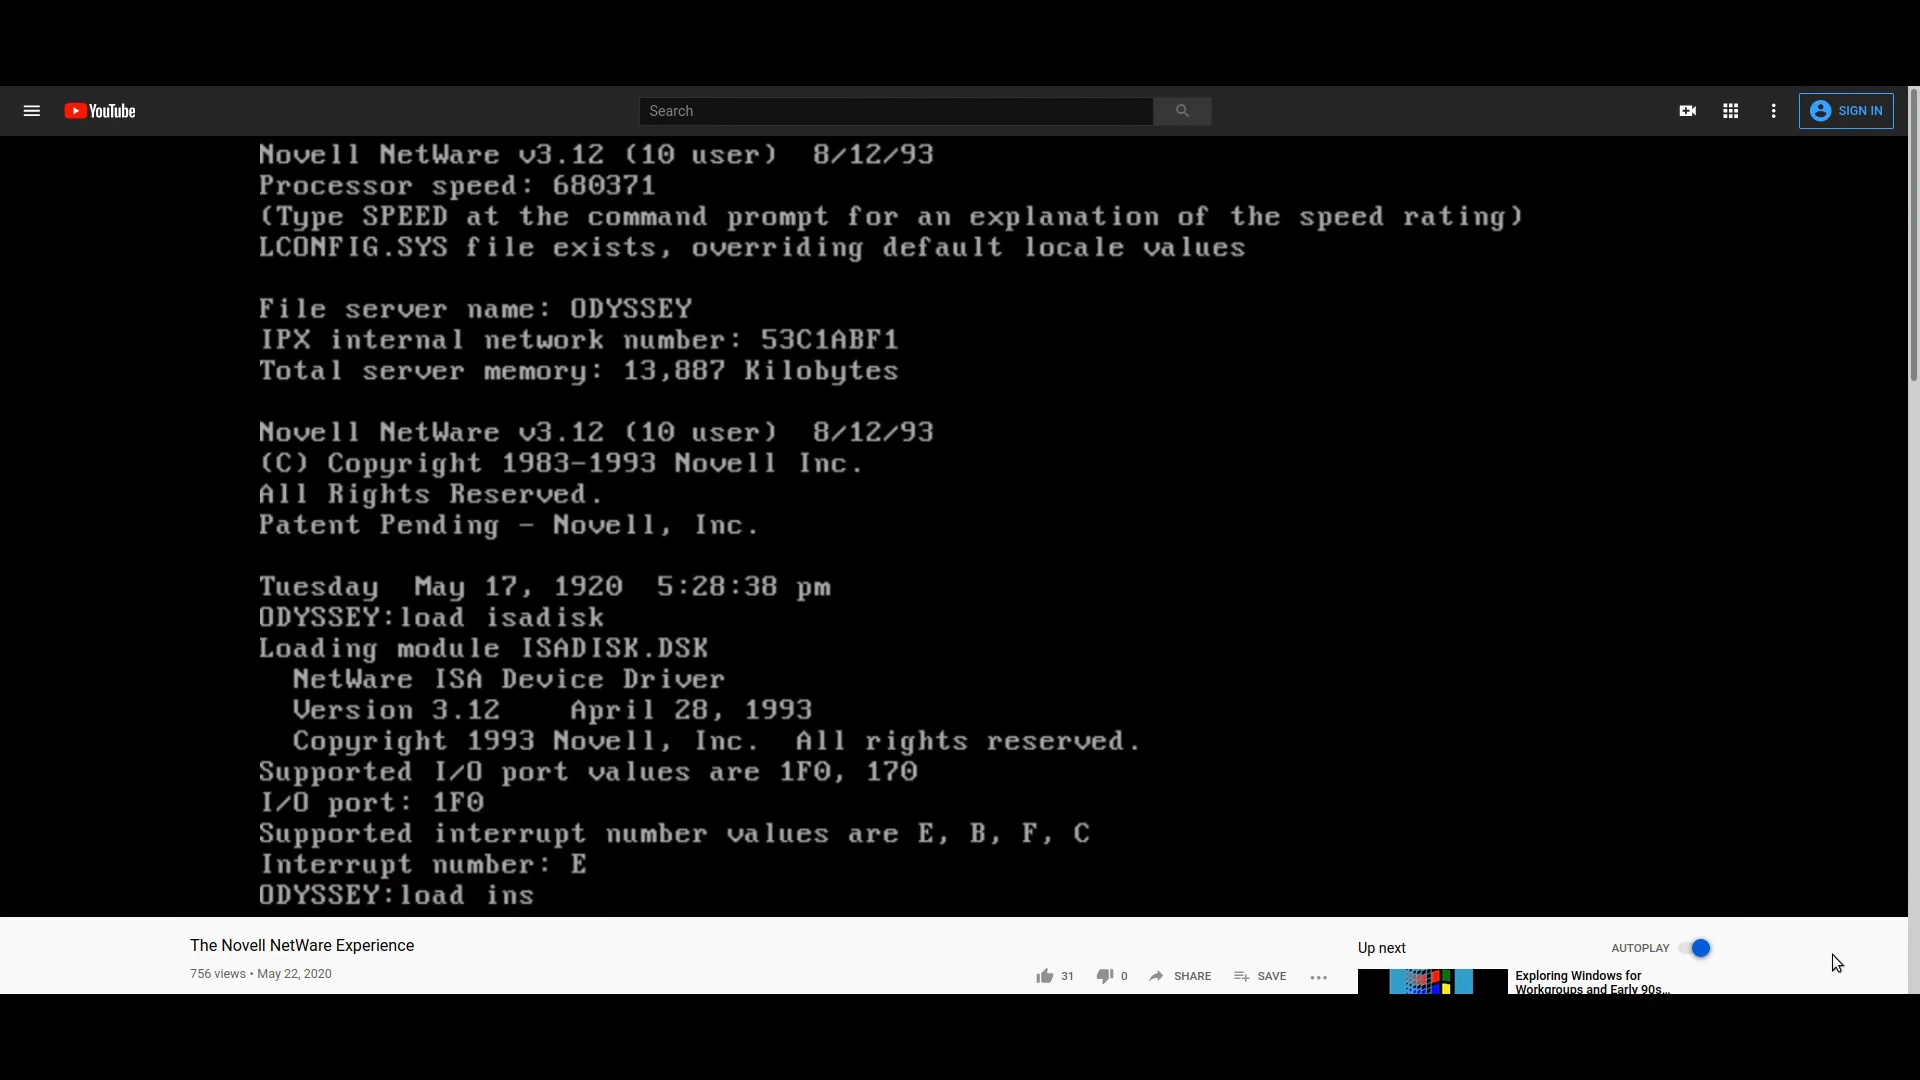 YouTube
Search
SIGN IN
Novell NetWare v3.12 (10 user)  8/12/93
Processor speed: 680371
(Type SPEED at the command prompt for an explanation of the speed rating)
LCONFIG.SYS file exists, overriding default locale values
File server name: ODYSSEY
IPX internal network number: 53C1ABF1
Total server memory: 13,887 Kilobytes
Novell NetWare v3.12 (10 user)  8/12/93
(C) Copyright 1983-1993 Novell Inc.
All Rights Reserved.
Patent Pending - Novell, Inc.
Tuesday  May 17, 1920  5:28:38 pm
ODYSSEY:load isadisk
Loading module ISADISK.DSK
NetWare ISA Device Driver
Version 3.12    April 28, 1993
Copyright 1993 Novell, Inc.  All rights reserved.
Supported I/O port values are 1F0, 170
I/O port: 1F0
Supported interrupt number values are E, B, F, C
Interrupt number: E
ODYSSEY:load ins
The Novell NetWare Experience
756 views • May 22, 2020
31
0
SHARE
SAVE
Up next
AUTOPLAY
Exploring Windows for
Workgroups and Early 90s...